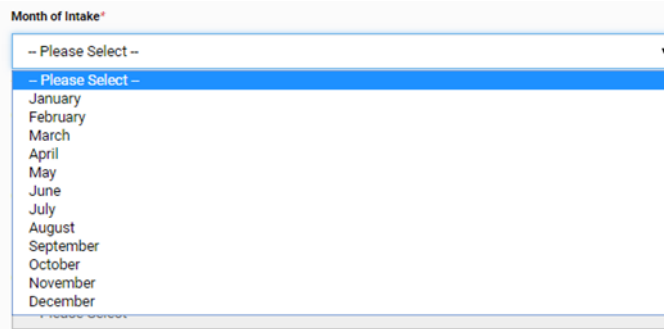 Month of Intake*
-- Please Select --
-- Please Select --
January
February
March
April
May
June
July
August
September
October
November
December